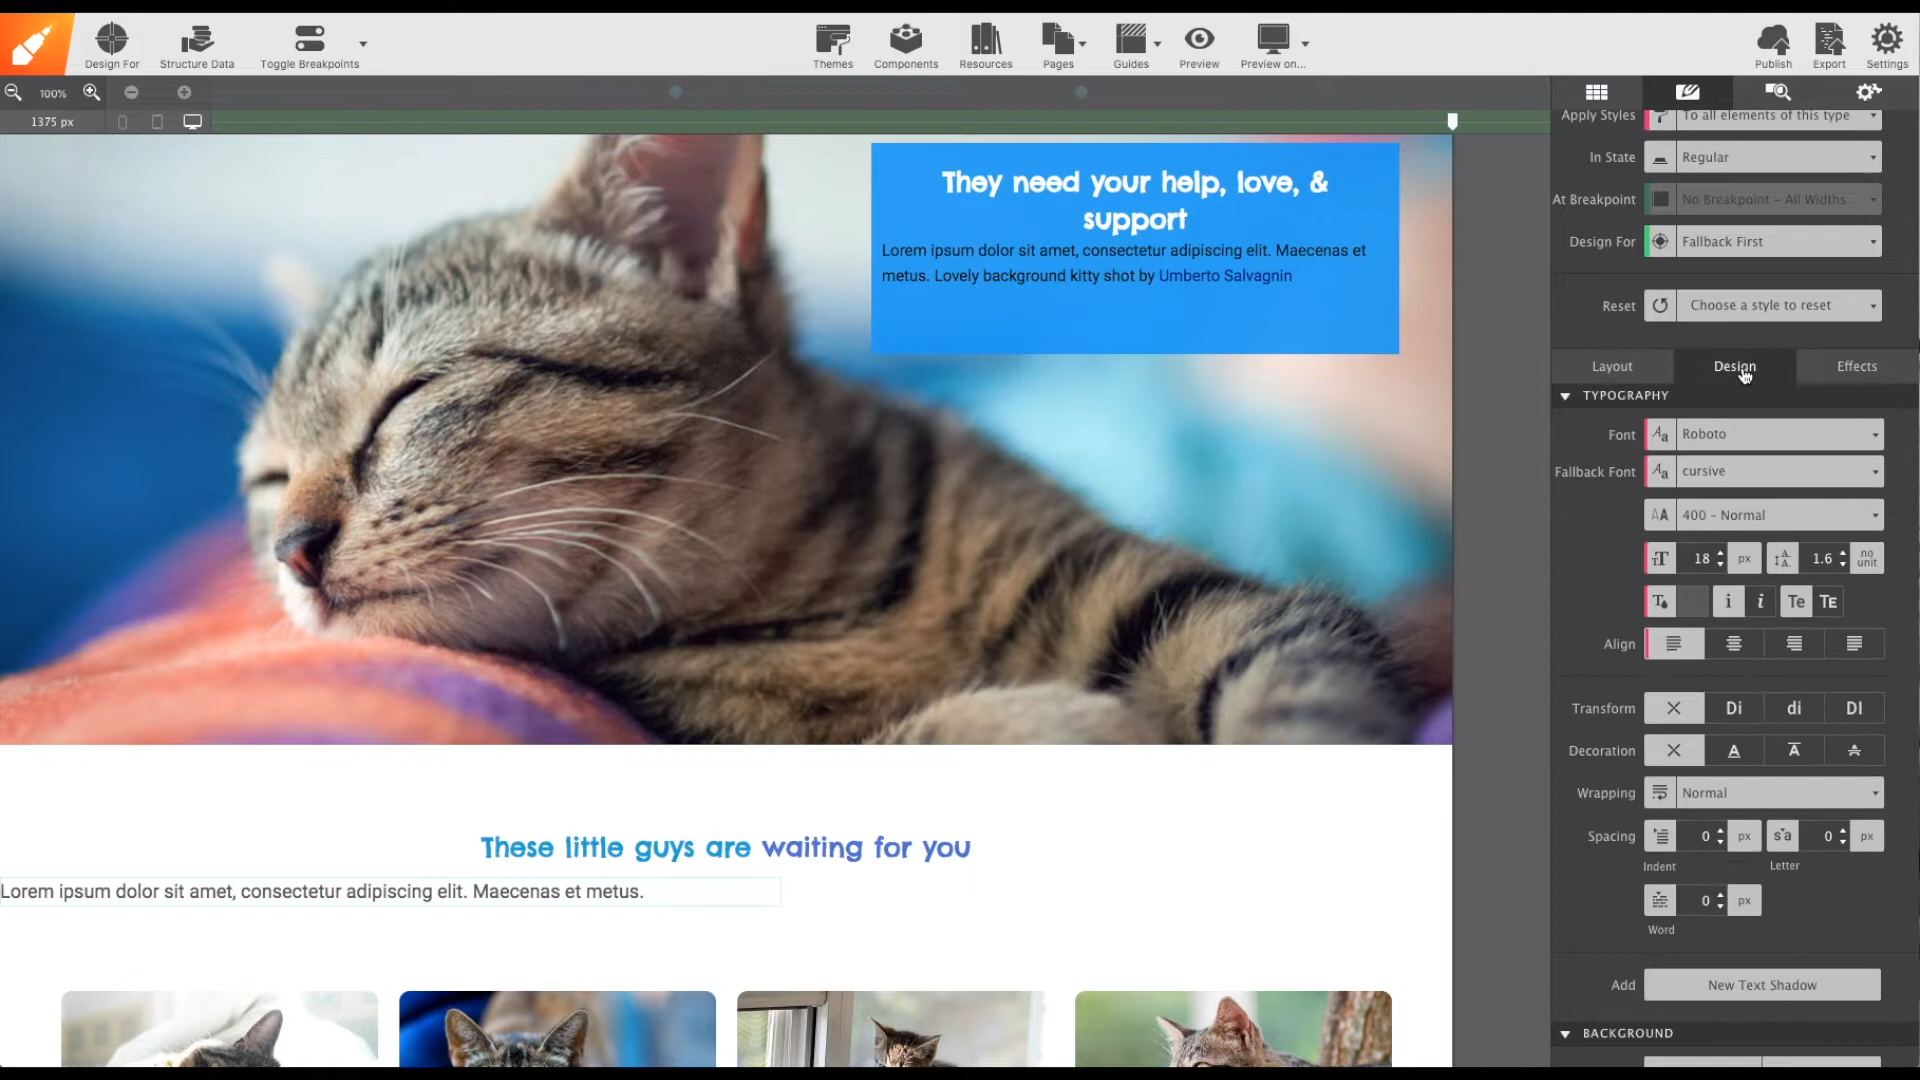 Design For
Structure Data
Toggle Breakpoints
Themes
Components
Resources
Pages
Guides
Preview
Preview on...
Publish
Export
Settings
100%
1375 px
They need your help, love, &
support
Lorem ipsum dolor sit amet, consectetur adipiscing elit. Maecenas et
metus. Lovely background kitty shot by Umberto Salvagnin
These little guys are waiting for you
Lorem ipsum dolor sit amet, consectetur adipiscing elit. Maecenas et metus.
Apply Styles To all elements of this type
In State Regular
At Breakpoint No Breakpoint – All Widths
Design For Fallback First
Reset Choose a style to reset
Layout Design Effects
TYPOGRAPHY
Font Aa Roboto
Fallback Font Aa cursive
AA 400 – Normal
TT 18 px A A 1.6 no unit
T i i Te TE
Align
Transform Di di DI
Decoration A A A
Wrapping Normal
Spacing 0 px sa 0 px
Indent Letter
0 px
Word
Add New Text Shadow
BACKGROUND